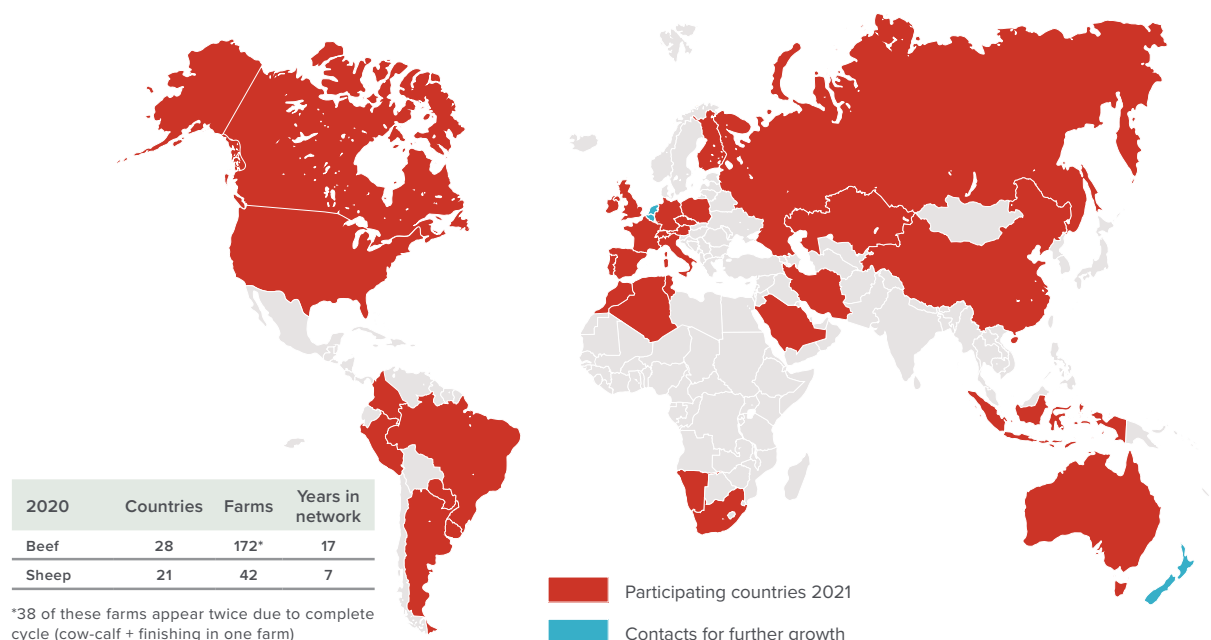 2020 Countries Farms Years in network
Beef 28 172* 17
Sheep 21 42 7
*38 of these farms appear twice due to complete
cycle (cow-calf + finishing in one farm)
Participating countries 2021
Contacts for further growth